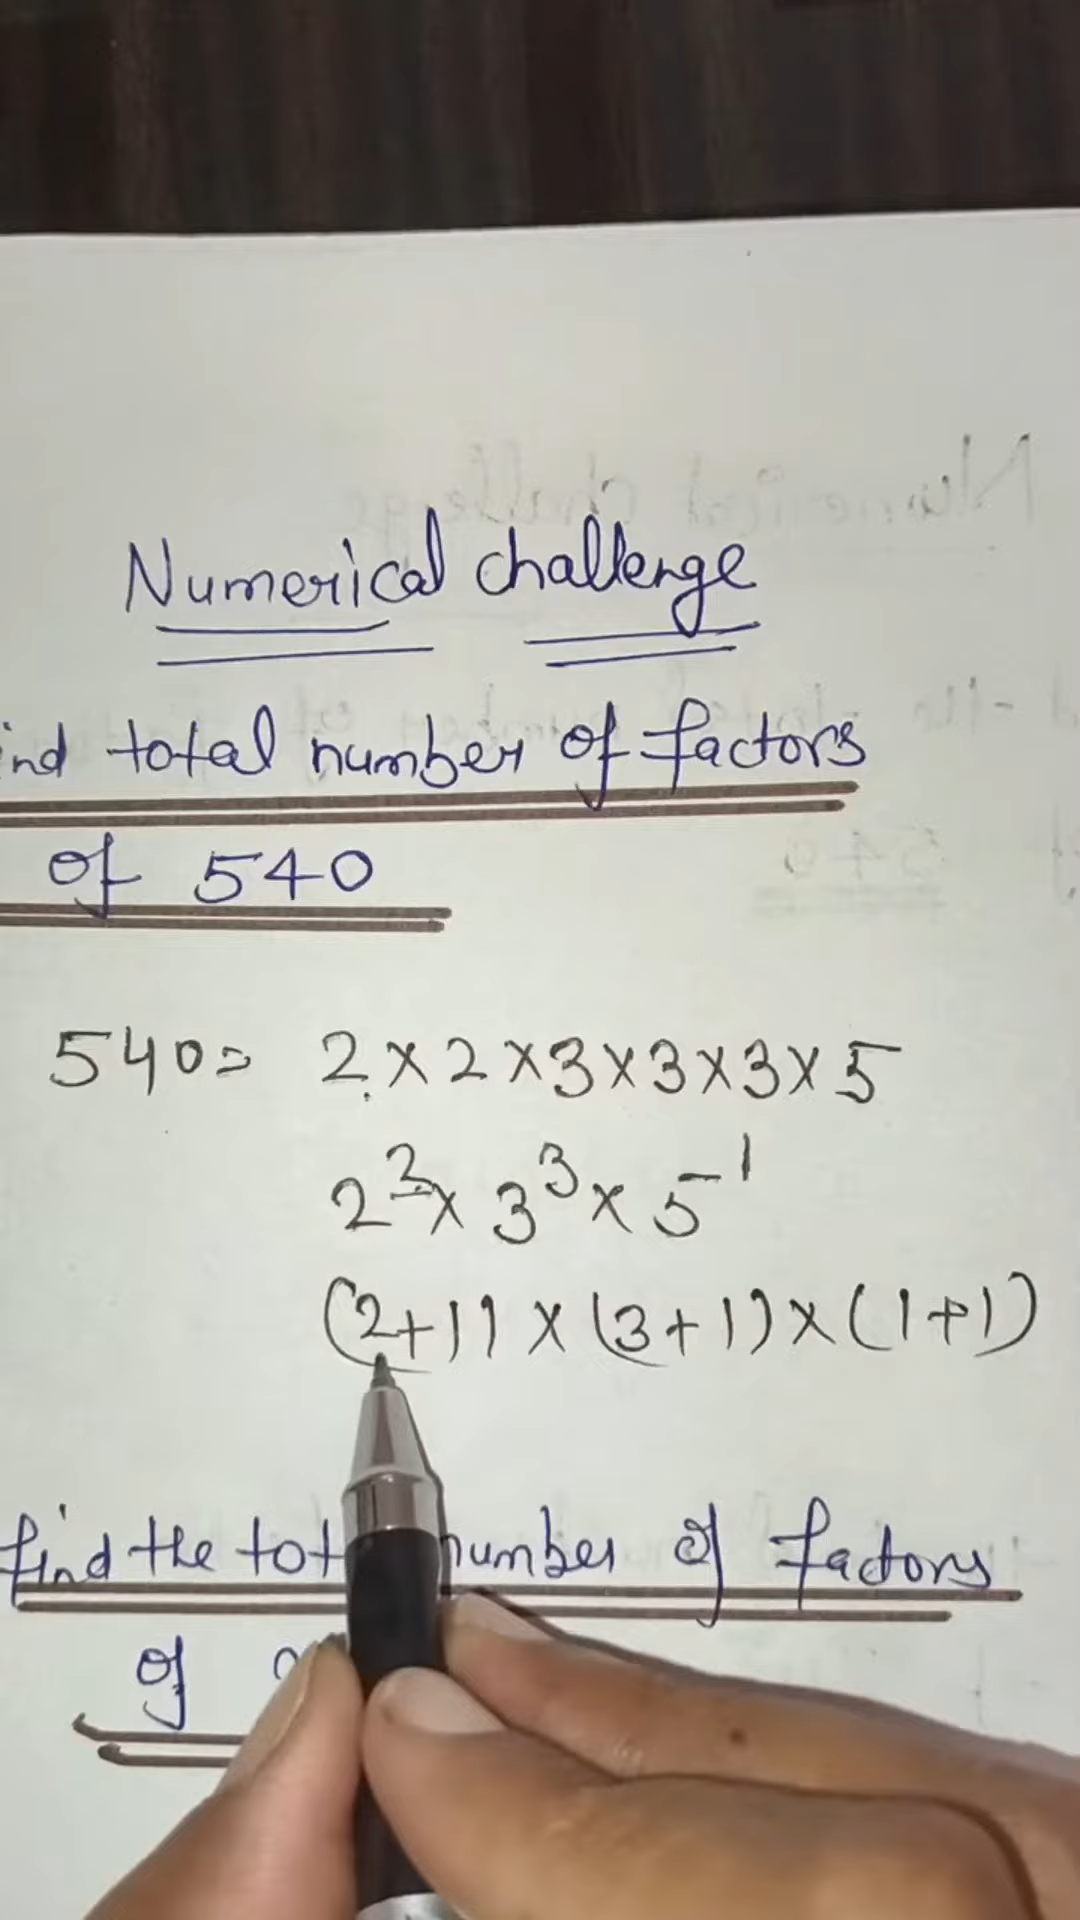 Numerical challenge
ind total number of factors
of 540
540= 2×2×3×3×3×5
2²× 3³× 5¹
(2+1)×(3+1)×(1+1)
find the tot number of factors
of